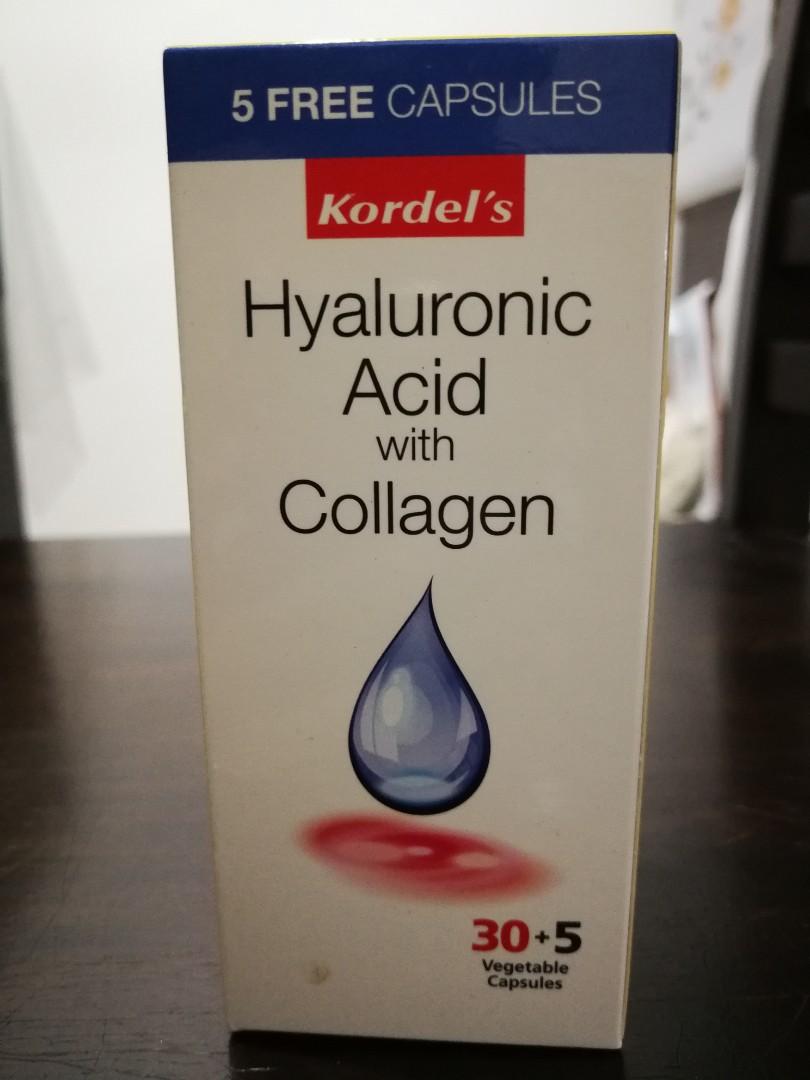 5 FREE CAPSULES
Kordel's
Hyaluronic
Acid
with
Collagen
30+5
Vegetable
Capsules